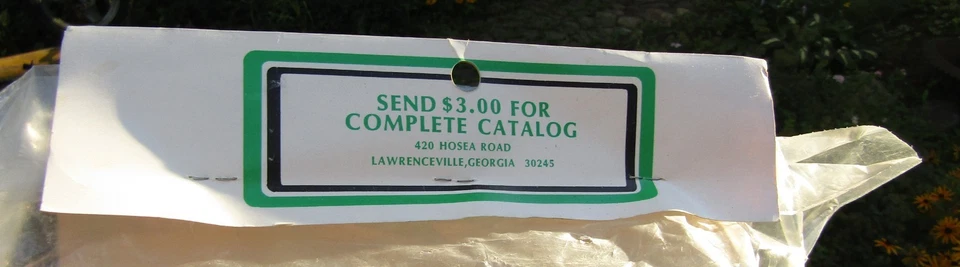 SEND $3.00 FOR
COMPLETE CATALOG
420 HOSEA ROAD
LAWRENCEVILLE,GEORGIA 30245